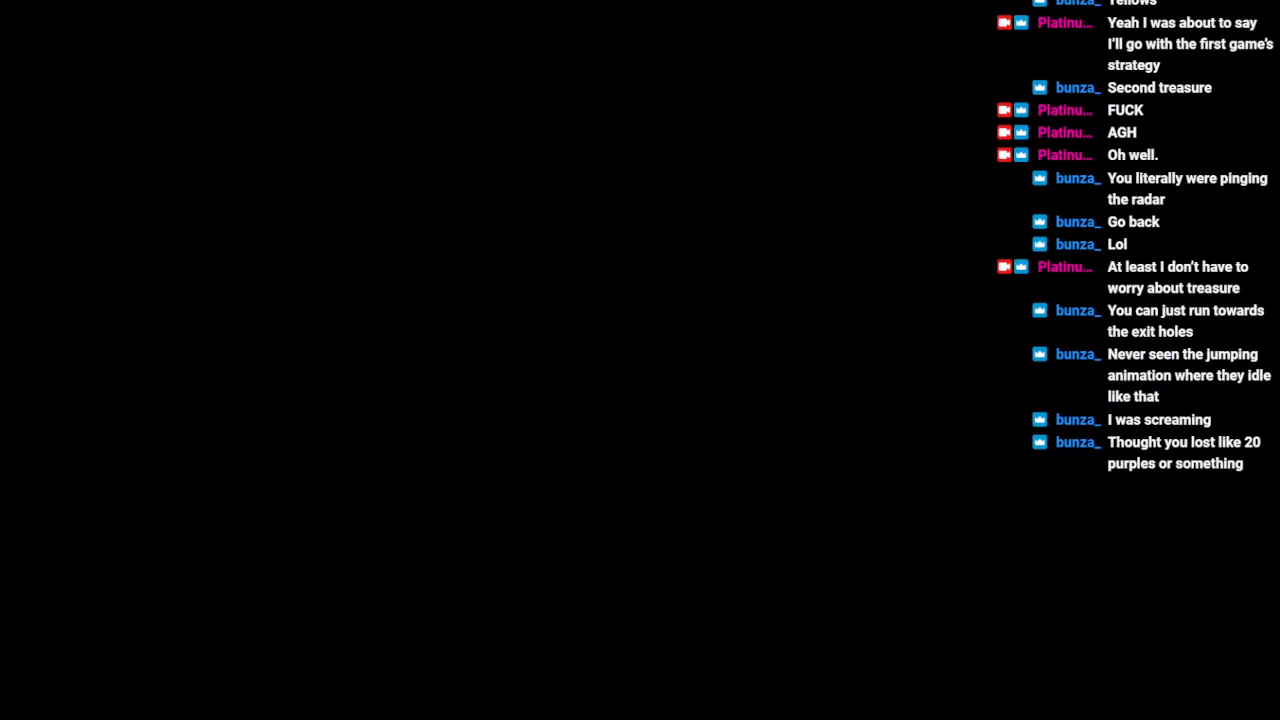 bunza_ Yellows
Platinu... Yeah I was about to say
I'll go with the first game's
strategy
bunza_ Second treasure
Platinu... FUCK
Platinu... AGH
Platinu... Oh well.
bunza_ You literally were pinging
the radar
bunza_ Go back
bunza_ Lol
Platinu... At least I don't have to
worry about treasure
bunza_ You can just run towards
the exit holes
bunza_ Never seen the jumping
animation where they idle
like that
bunza_ I was screaming
bunza_ Thought you lost like 20
purples or something